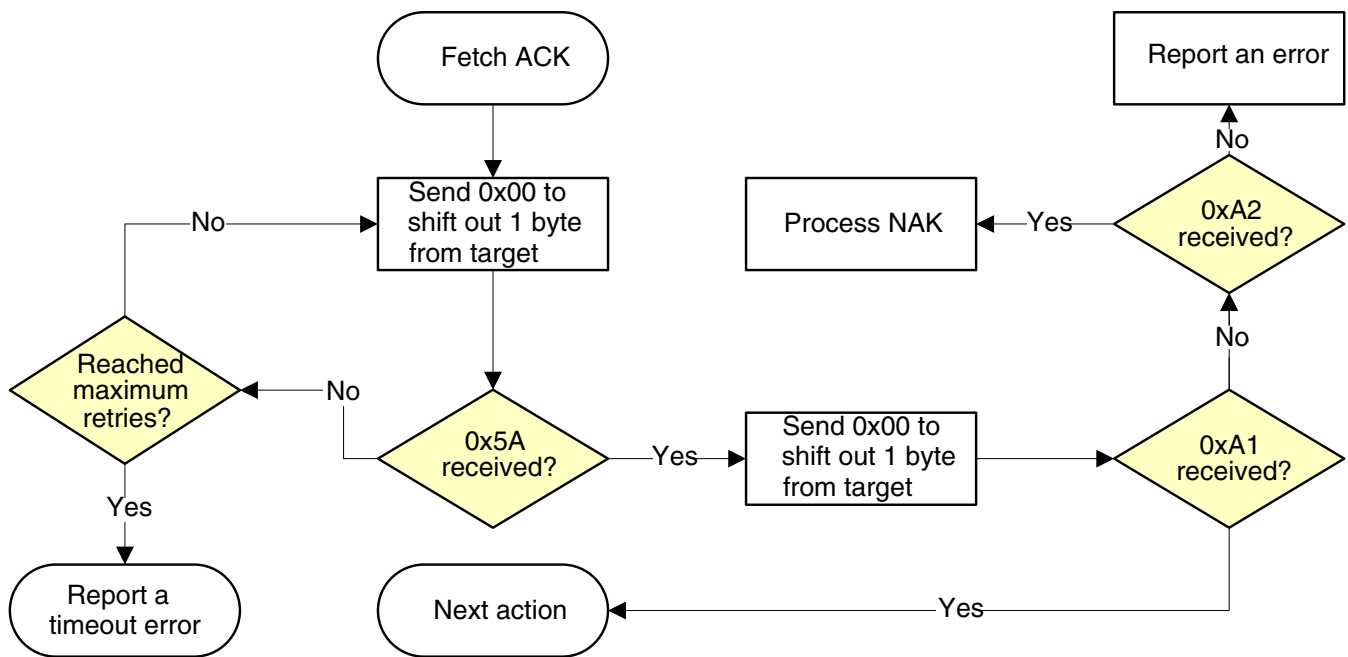 Fetch ACK
Report an error
No
Send 0x00 to
shift out 1 byte
from target
No
Process NAK
Yes
0xA2
received?
No
Reached
maximum
retries?
No
0x5A
received?
Yes
Send 0x00 to
shift out 1 byte
from target
0xA1
received?
Yes
Report a
timeout error
Next action
Yes